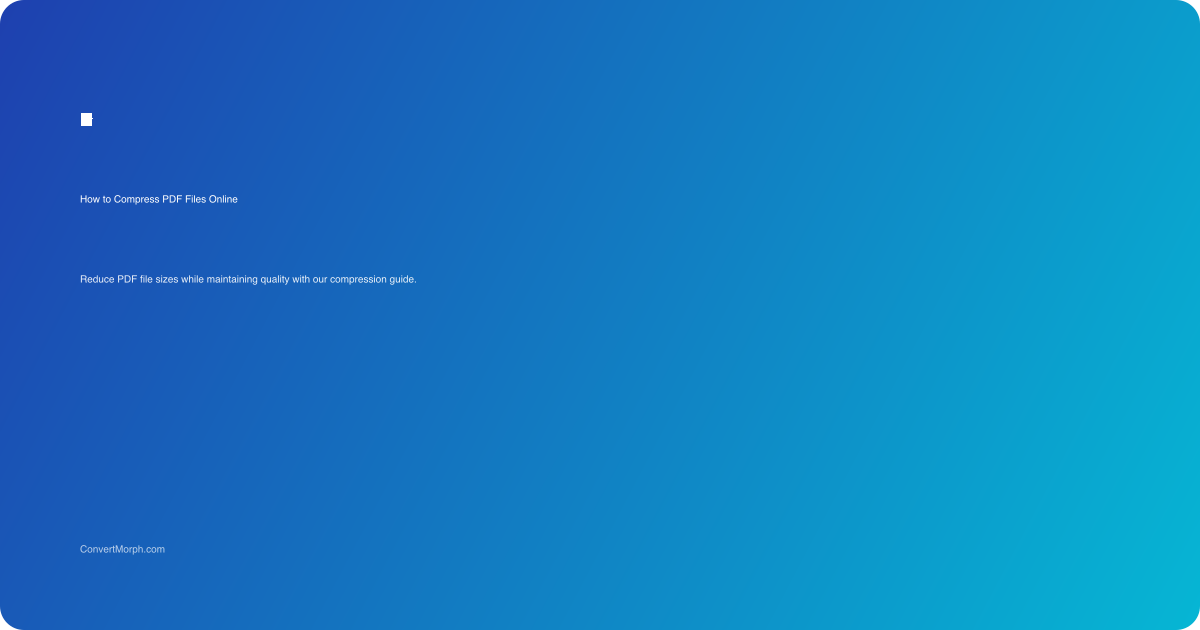 How to Compress PDF Files Online
Reduce PDF file sizes while maintaining quality with our compression guide.
ConvertMorph.com